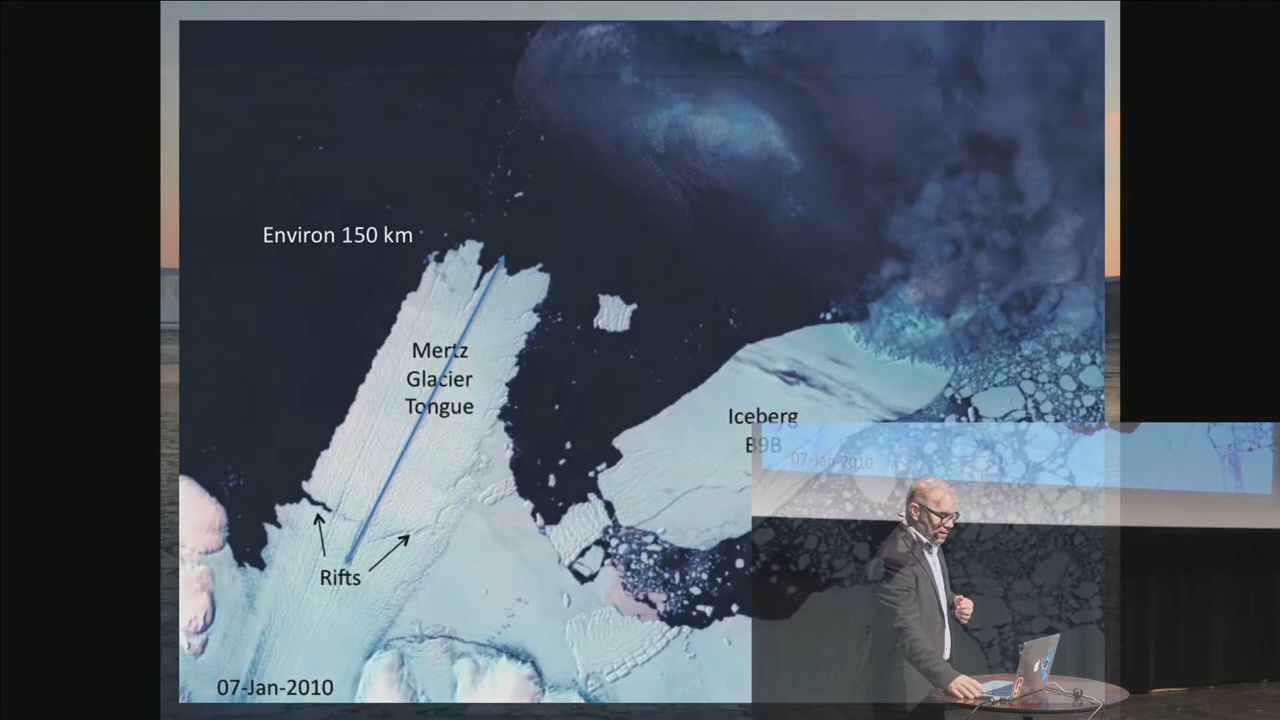 Environ 150 km
Mertz
Glacier
Tongue
Iceberg
B9B
07-Jan-2010
Rifts
07-Jan-2010